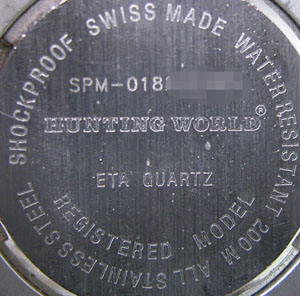 SHOCKPROOF SWISS MADE WATER RESISTANT 200M ALL STAINLESS STEEL
SPM-018
HUNTING WORLD®
ETA QUARTZ
REGISTERED MODEL